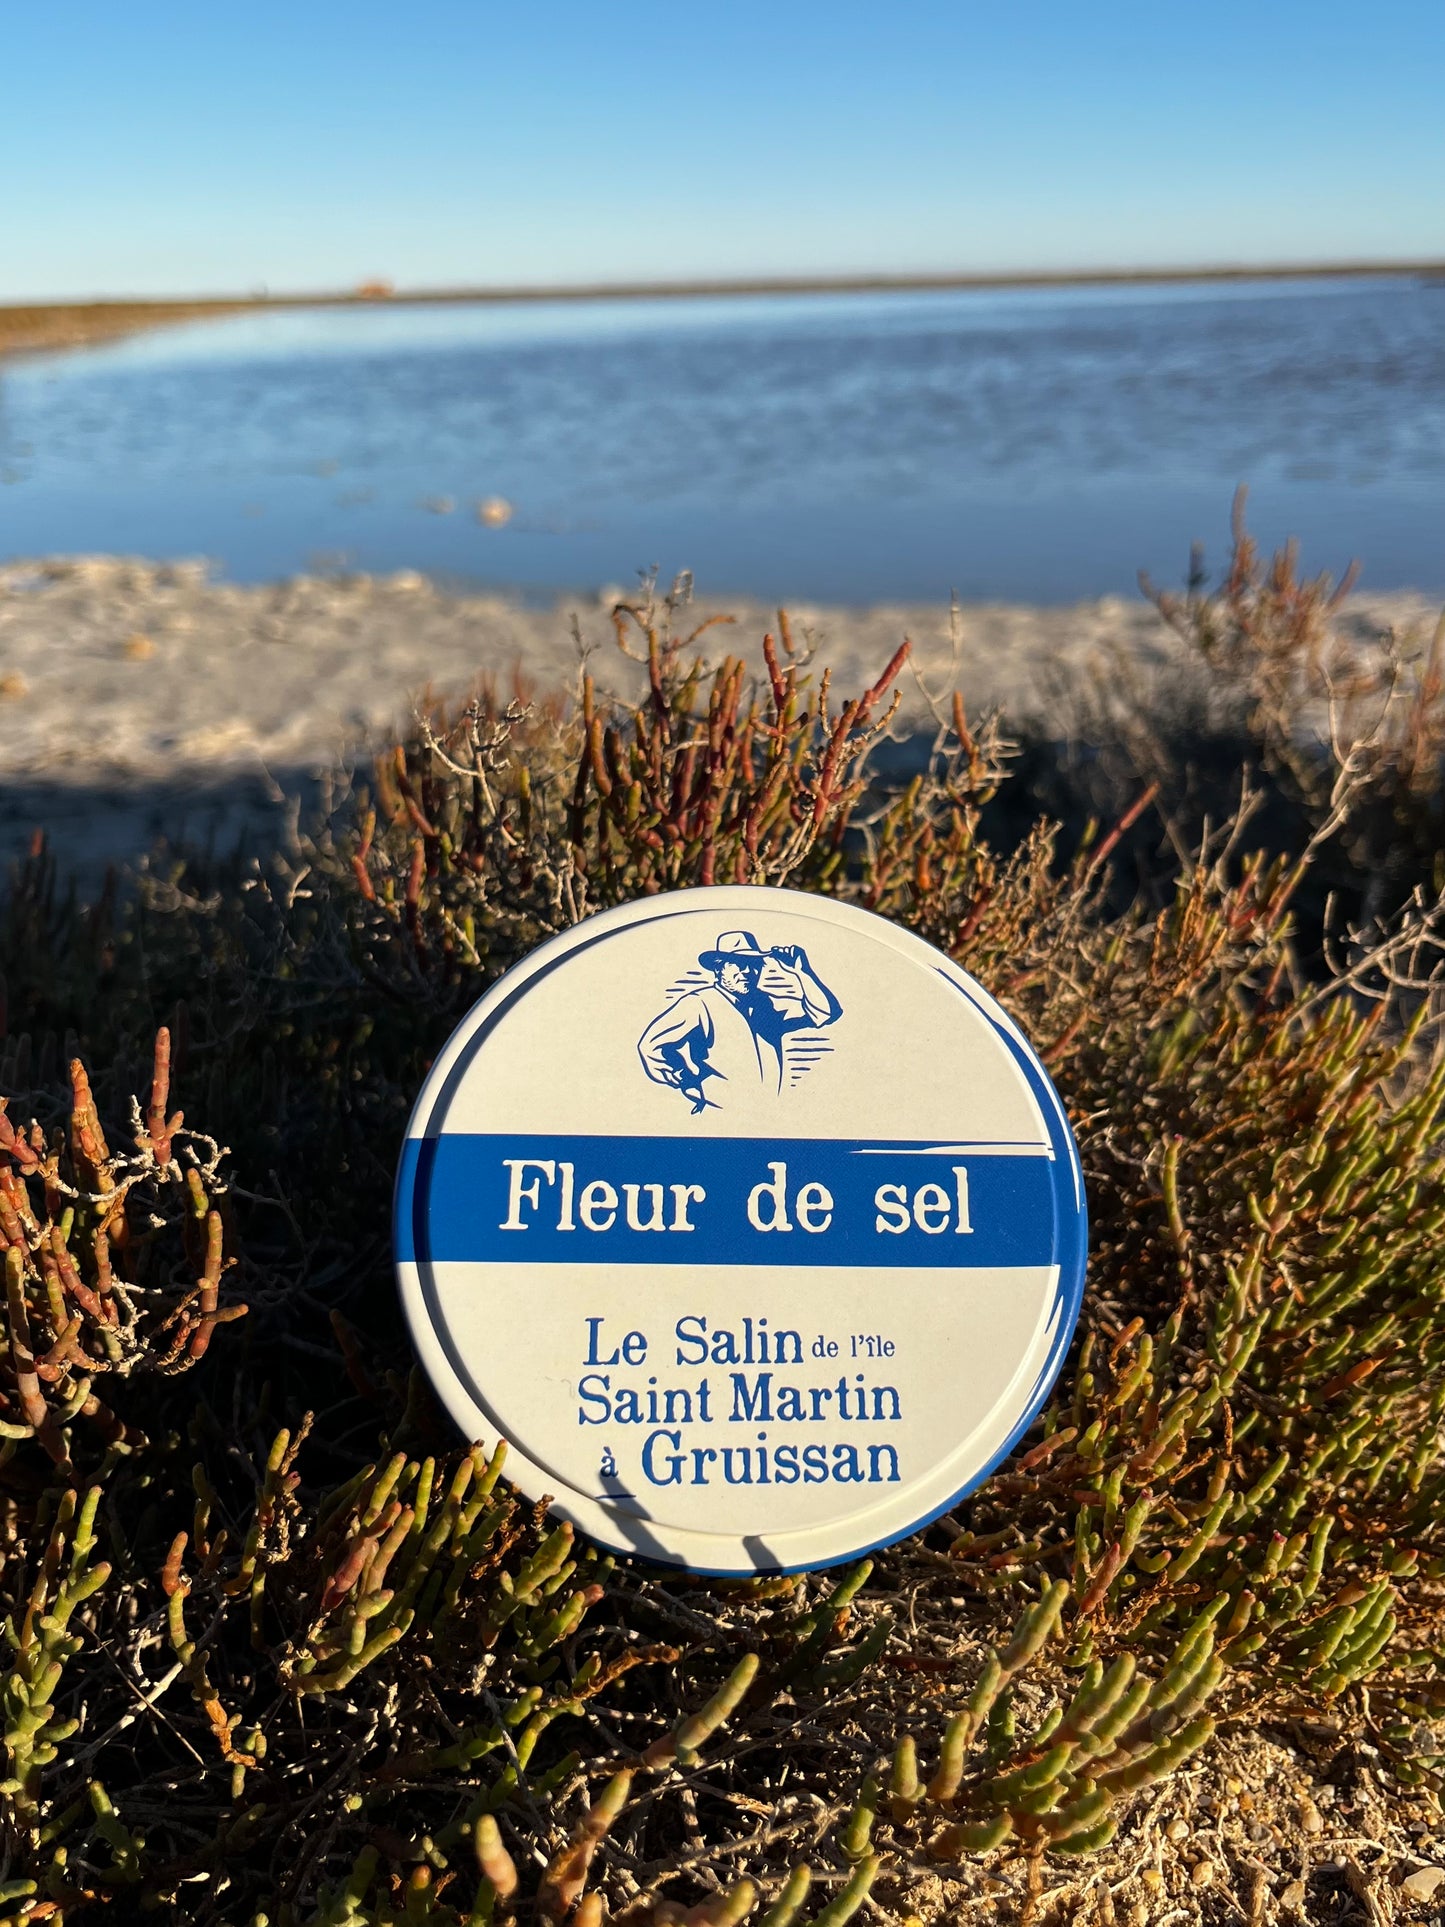 Fleur de sel
Le Salin de l'île
Saint Martin
à Gruissan